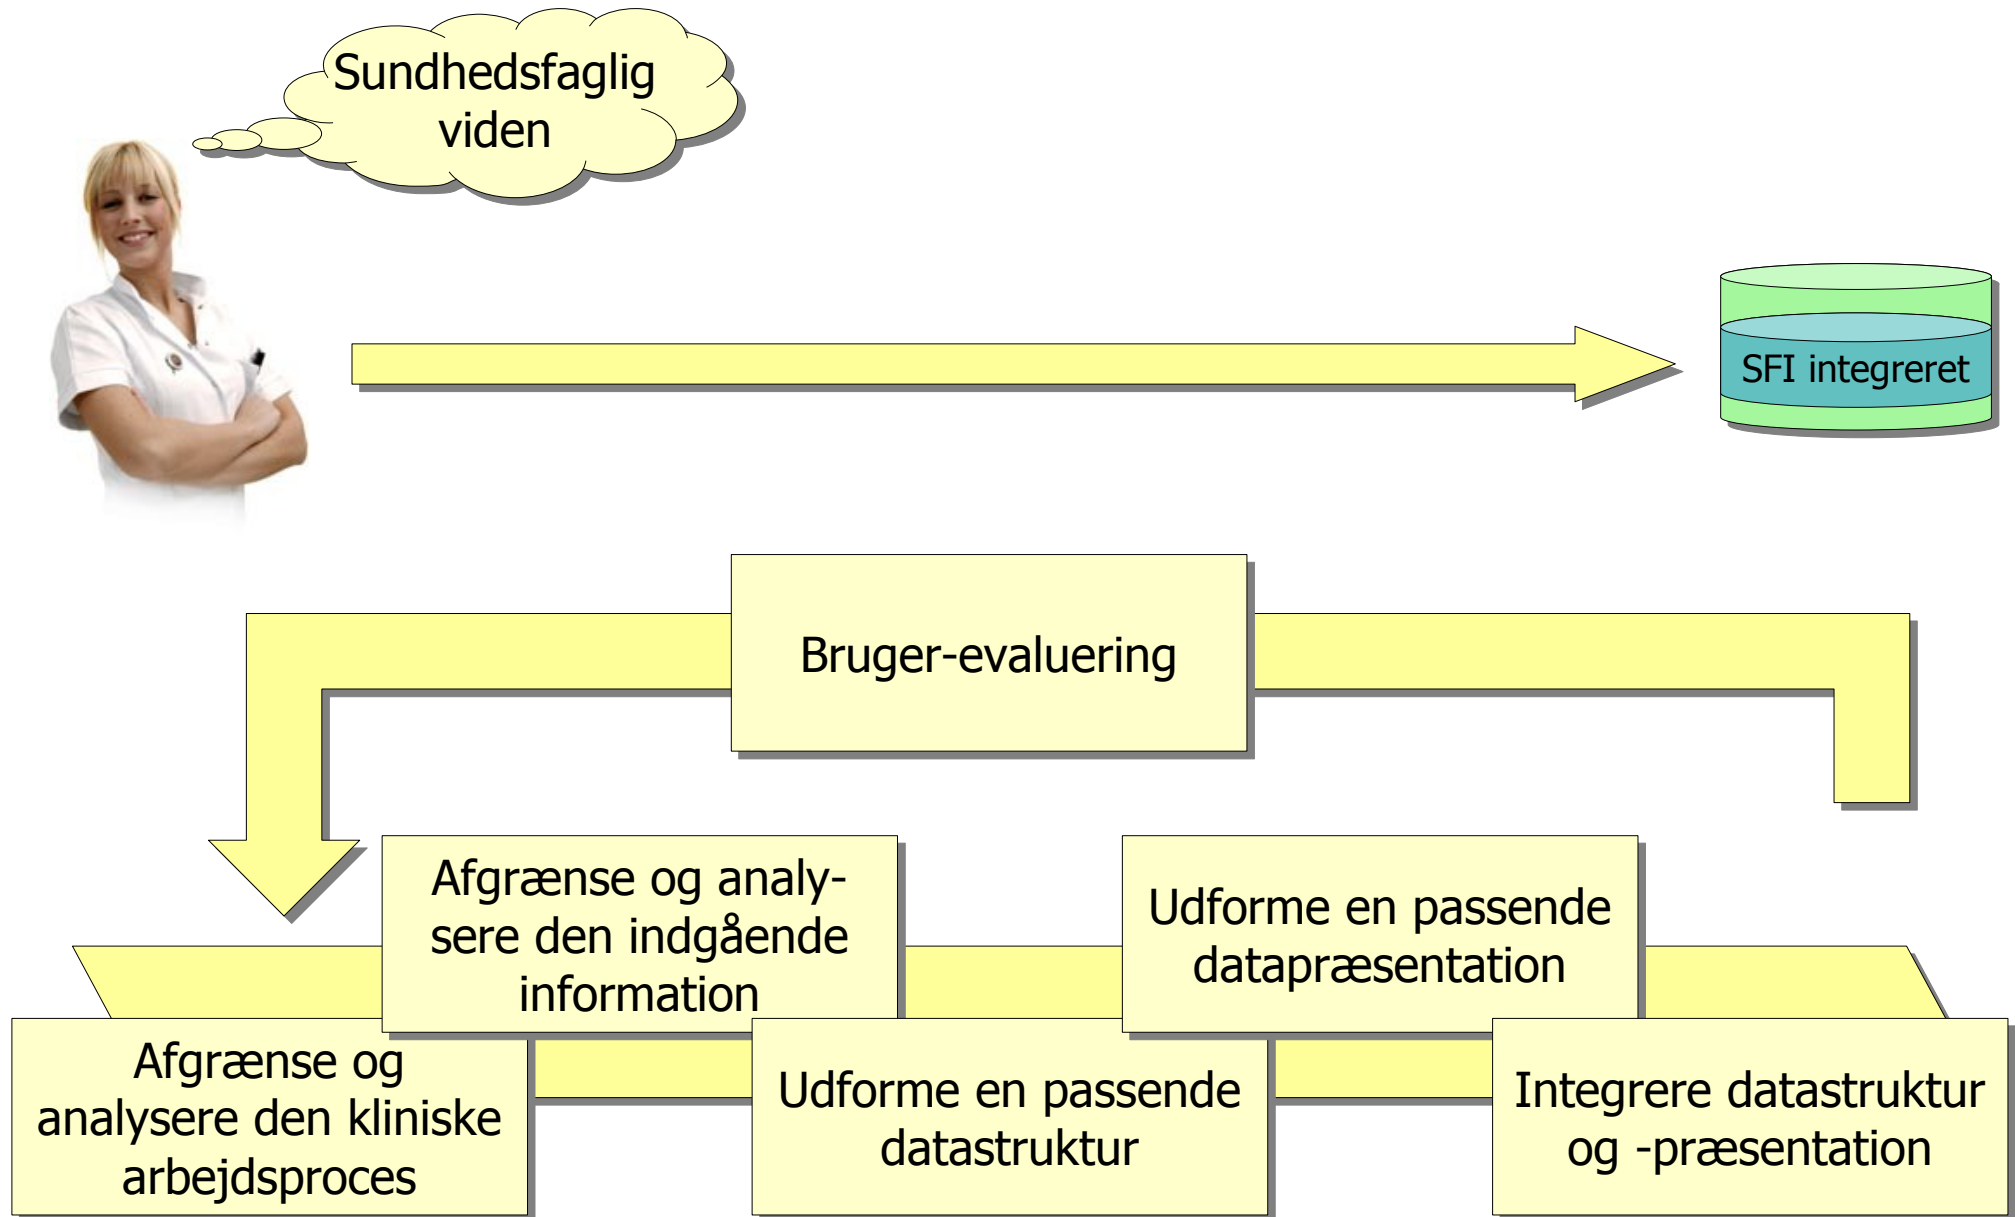 Sundhedsfaglig
viden
SFI integreret
Bruger-evaluering
Afgrænse og analy-
sere den indgående
information
Udforme en passende
datapræsentation
Afgrænse og
analysere den kliniske
arbejdsproces
Udforme en passende
datastruktur
Integrere datastruktur
og -præsentation